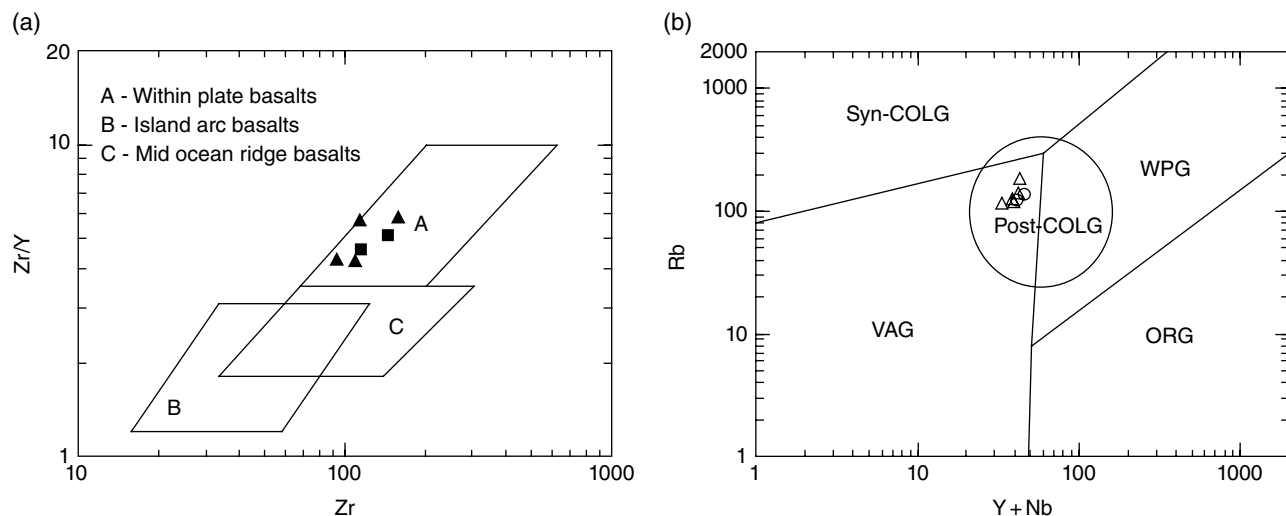 (a)
20
A - Within plate basalts
B - Island arc basalts
C - Mid ocean ridge basalts
10
Zr/Y
A
C
B
1
10
100
1000
Zr
(b)
2000
1000
Syn-COLG
WPG
Rb
100
Post-COLG
VAG
ORG
10
1
1
10
100
1000
Y + Nb